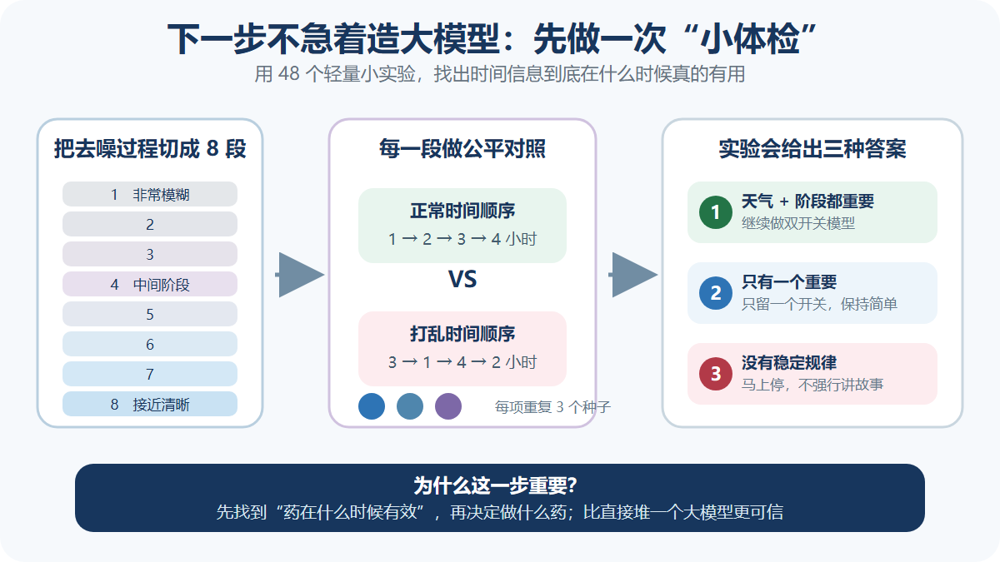 下一步不急着造大模型：先做一次“小体检”
用 48 个轻量小实验，找出时间信息到底在什么时候真的有用
把去噪过程切成 8 段
1 非常模糊
2
3
4 中间阶段
5
6
7
8 接近清晰
每一段做公平对照
正常时间顺序
1 → 2 → 3 → 4 小时
VS
打乱时间顺序
3 → 1 → 4 → 2 小时
每项重复 3 个种子
实验会给出三种答案
1
天气 + 阶段都重要
继续做双开关模型
2
只有一个重要
只留一个开关，保持简单
3
没有稳定规律
马上停，不强行讲故事
为什么这一步重要？
先找到“药在什么时候有效”，再决定做什么药；比直接堆一个大模型更可信